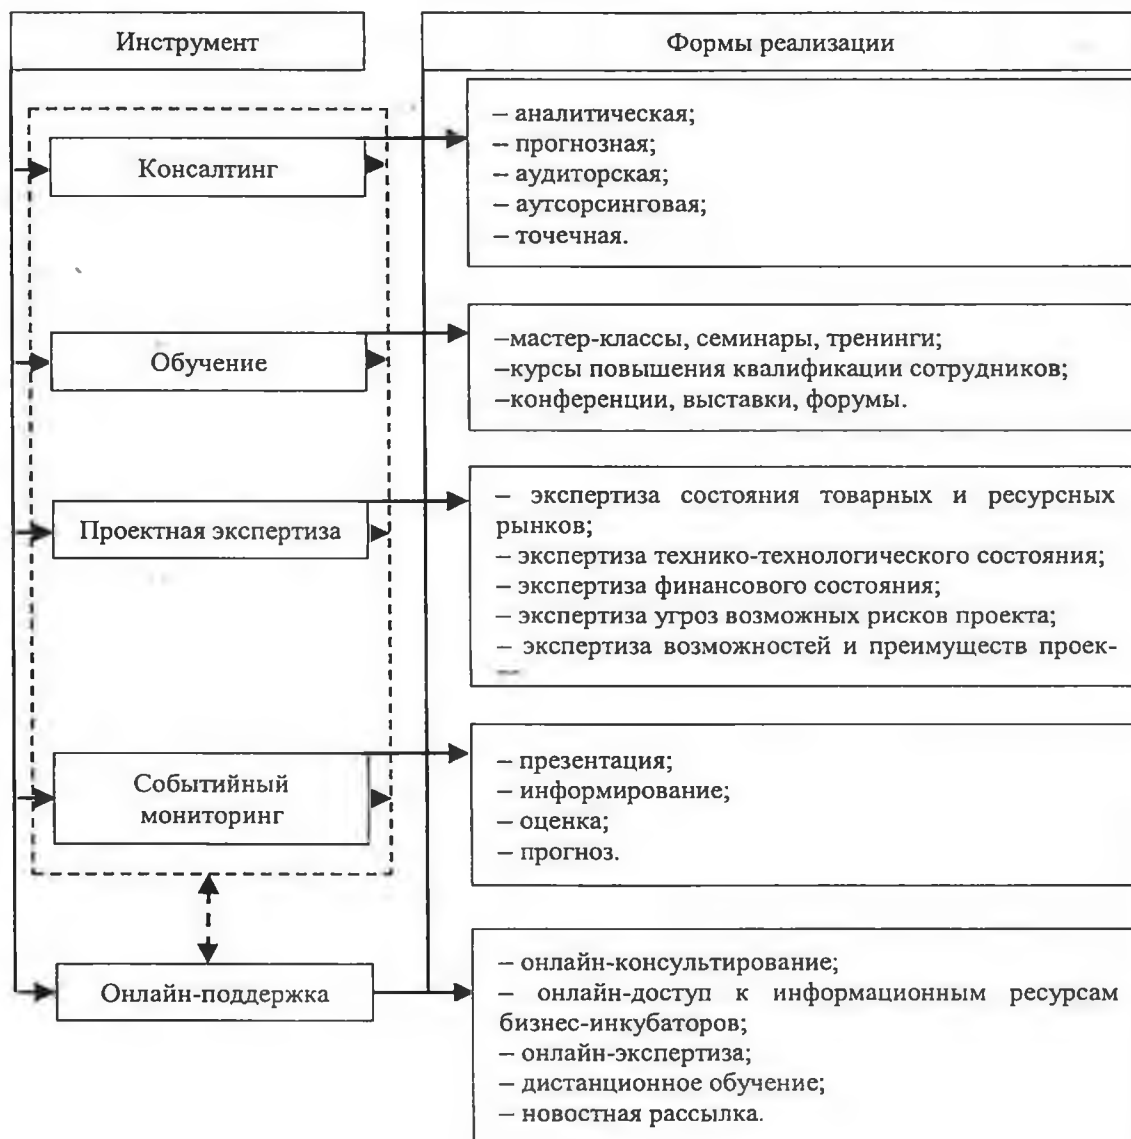 Инструмент
Формы реализации
Консалтинг
– аналитическая;
– прогнозная;
– аудиторская;
– аутсорсинговая;
– точечная.
Обучение
–мастер-классы, семинары, тренинги;
–курсы повышения квалификации сотрудников;
–конференции, выставки, форумы.
Проектная экспертиза
– экспертиза состояния товарных и ресурсных
рынков;
– экспертиза технико-технологического состояния;
– экспертиза финансового состояния;
– экспертиза угроз возможных рисков проекта;
– экспертиза возможностей и преимуществ проек-
Событийный
мониторинг
– презентация;
– информирование;
– оценка;
– прогноз.
Онлайн-поддержка
– онлайн-консультирование;
– онлайн-доступ к информационным ресурсам
бизнес-инкубаторов;
– онлайн-экспертиза;
– дистанционное обучение;
– новостная рассылка.